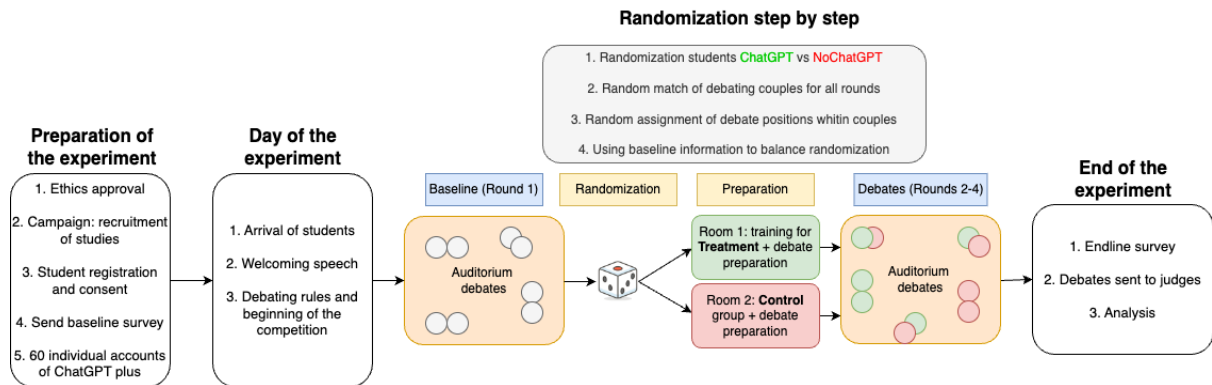 Randomization step by step
1. Randomization students ChatGPT vs NoChatGPT
2. Random match of debating couples for all rounds
3. Random assignment of debate positions whitin couples
4. Using baseline information to balance randomization
Preparation of
the experiment
1. Ethics approval
2. Campaign: recruitment
of studies
3. Student registration
and consent
4. Send baseline survey
5. 60 individual accounts
of ChatGPT plus
Day of the
experiment
1. Arrival of students
2. Welcoming speech
3. Debating rules and
beginning of the
competition
Baseline (Round 1)
Auditorium
debates
Randomization
Preparation
Room 1: training for
Treatment + debate
preparation
Room 2: Control
group + debate
preparation
Debates (Rounds 2-4)
Auditorium
debates
End of the
experiment
1. Endline survey
2. Debates sent to judges
3. Analysis